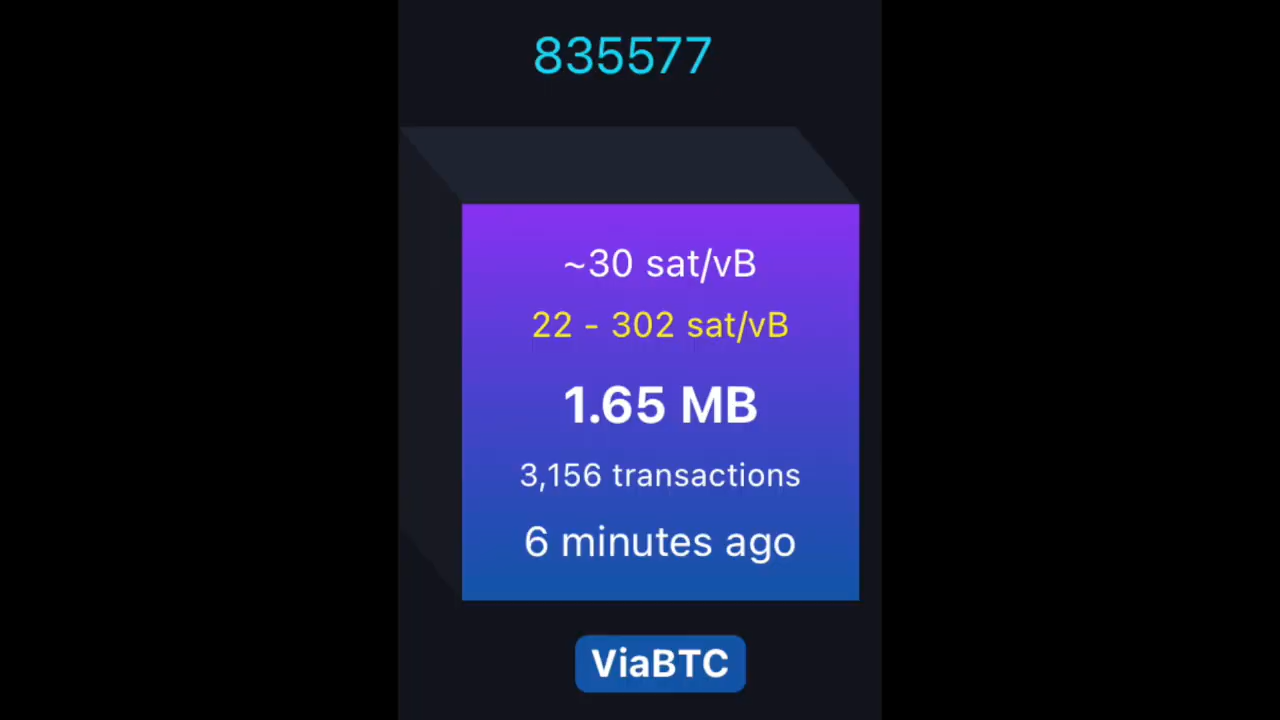 835577
~30 sat/vB
22 - 302 sat/vB
1.65 MB
3,156 transactions
6 minutes ago
ViaBTC